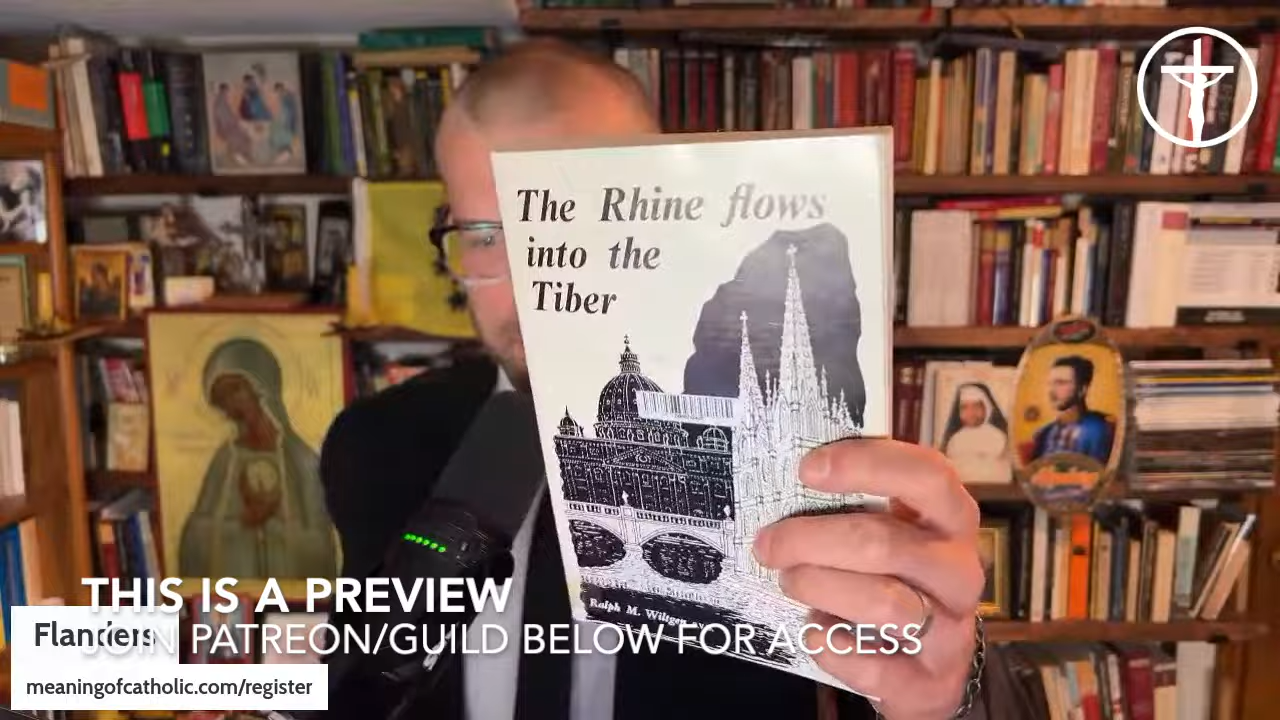 The Rhine flows
into the
Tiber
Ralph M. Wiltgen
THIS IS A PREVIEW
JOIN PATREON/GUILD BELOW FOR ACCESS
Flanders
meaningofcatholic.com/register